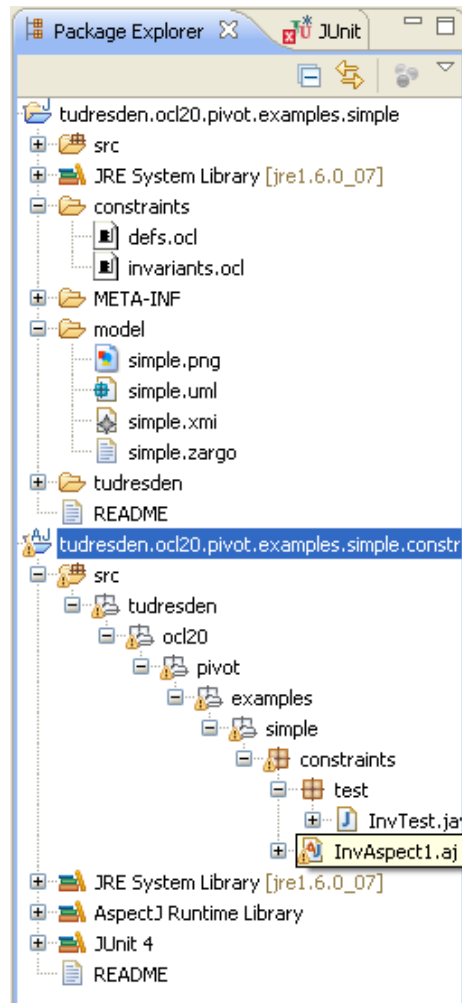 Package Explorer JUnit
tudresden.ocl20.pivot.examples.simple
src
JRE System Library [jre1.6.0_07]
constraints
defs.ocl
invariants.ocl
META-INF
model
simple.png
simple.uml
simple.xmi
simple.zargo
tudresden
README
tudresden.ocl20.pivot.examples.simple.constr
src
tudresden
ocl20
pivot
examples
simple
constraints
test
InvTest.jav
InvAspect1.aj
JRE System Library [jre1.6.0_07]
AspectJ Runtime Library
JUnit 4
README